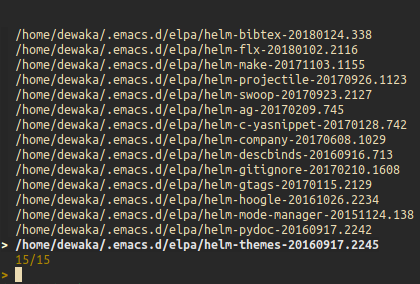 /home/dewaka/.emacs.d/elpa/helm-bibtex-20180124.338
/home/dewaka/.emacs.d/elpa/helm-flx-20180102.2116
/home/dewaka/.emacs.d/elpa/helm-make-20171103.1155
/home/dewaka/.emacs.d/elpa/helm-projectile-20170926.1123
/home/dewaka/.emacs.d/elpa/helm-swoop-20170923.2127
/home/dewaka/.emacs.d/elpa/helm-ag-20170209.745
/home/dewaka/.emacs.d/elpa/helm-c-yasnippet-20170128.742
/home/dewaka/.emacs.d/elpa/helm-company-20170608.1029
/home/dewaka/.emacs.d/elpa/helm-descbinds-20160916.713
/home/dewaka/.emacs.d/elpa/helm-gitignore-20170210.1608
/home/dewaka/.emacs.d/elpa/helm-gtags-20170115.2129
/home/dewaka/.emacs.d/elpa/helm-hoogle-20161026.2234
/home/dewaka/.emacs.d/elpa/helm-mode-manager-20151124.138
/home/dewaka/.emacs.d/elpa/helm-pydoc-20160917.2242
> /home/dewaka/.emacs.d/elpa/helm-themes-20160917.2245
15/15
>